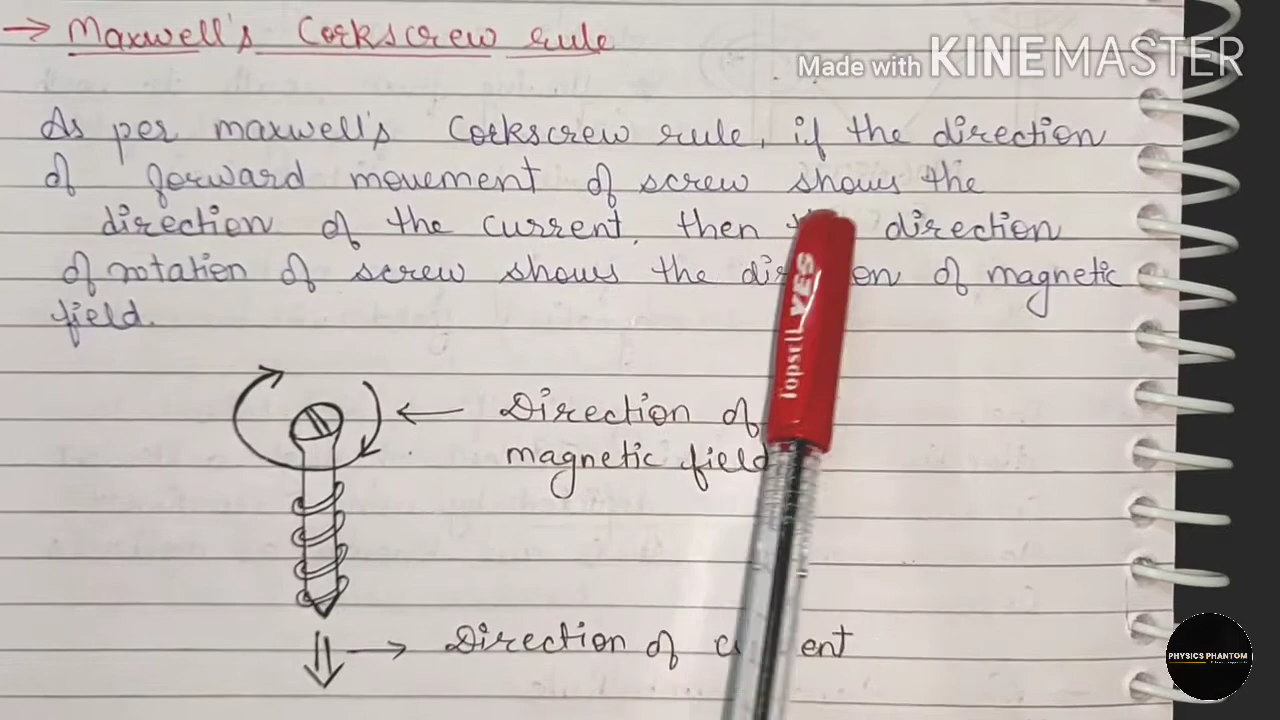 → Maxwell's Corkscrew rule
Made with KINEMASTER
As per maxwell's Corkscrew rule, if the direction
of forward movement of screw shows the
direction of the current, then direction
of rotation of screw shows the of magnetic
field.
← Direction of
magnetic field
→ Direction of
Topsell YES
PHYSICS PHANTOM